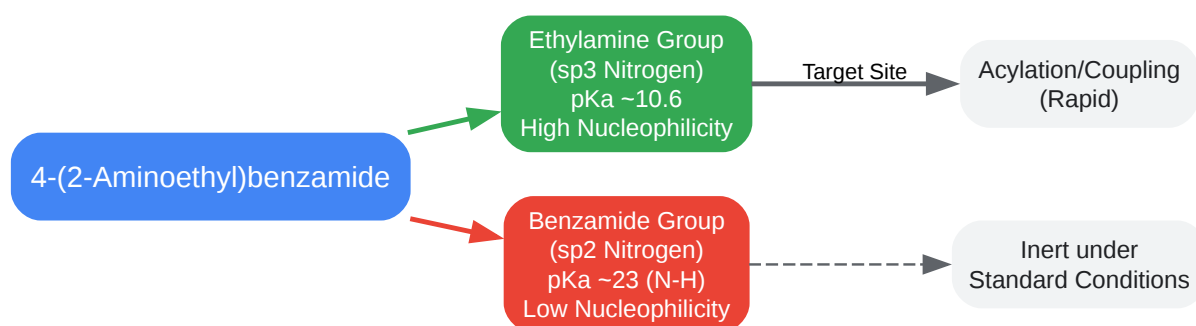 4-(2-Aminoethyl)benzamide
Ethylamine Group
(sp3 Nitrogen)
pKa ~10.6
High Nucleophilicity
Target Site
Acylation/Coupling
(Rapid)
Benzamide Group
(sp2 Nitrogen)
pKa ~23 (N-H)
Low Nucleophilicity
Inert under
Standard Conditions